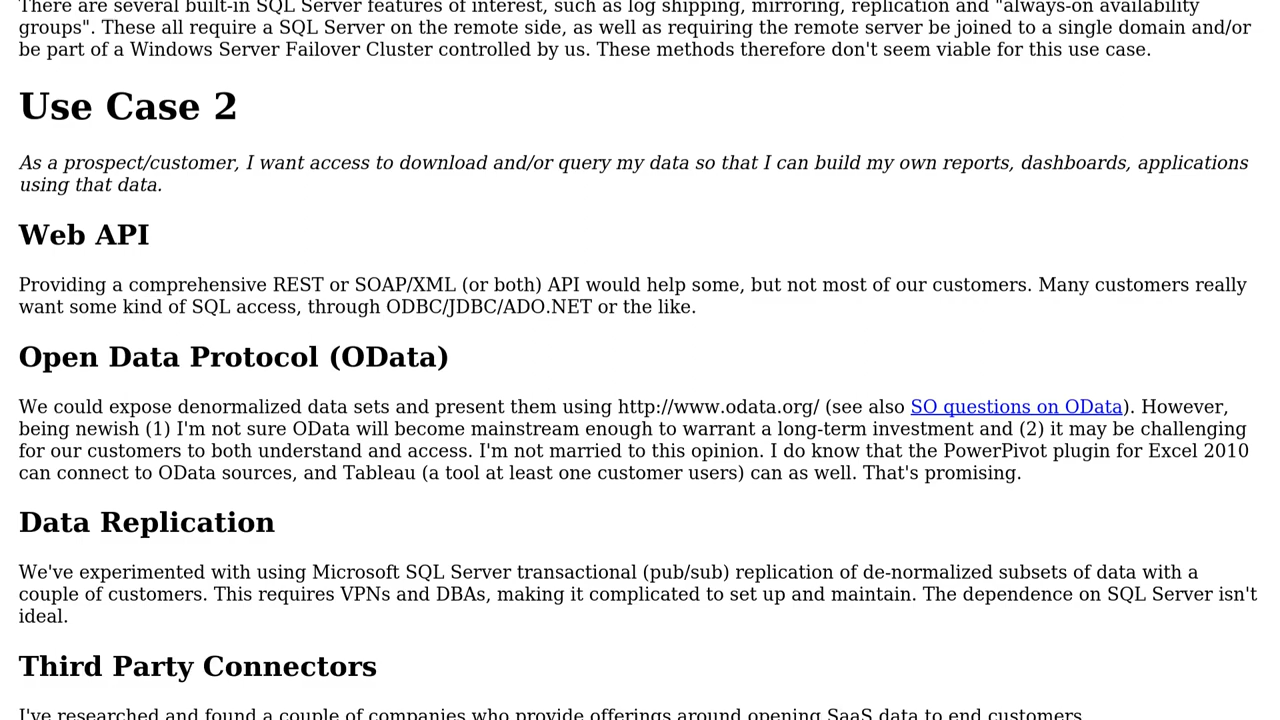 There are several built-in SQL Server features of interest, such as log shipping, mirroring, replication and "always-on availability
groups". These all require a SQL Server on the remote side, as well as requiring the remote server be joined to a single domain and/or
be part of a Windows Server Failover Cluster controlled by us. These methods therefore don't seem viable for this use case.
Use Case 2
As a prospect/customer, I want access to download and/or query my data so that I can build my own reports, dashboards, applications
using that data.
Web API
Providing a comprehensive REST or SOAP/XML (or both) API would help some, but not most of our customers. Many customers really
want some kind of SQL access, through ODBC/JDBC/ADO.NET or the like.
Open Data Protocol (OData)
We could expose denormalized data sets and present them using http://www.odata.org/ (see also SO questions on OData). However,
being newish (1) I'm not sure OData will become mainstream enough to warrant a long-term investment and (2) it may be challenging
for our customers to both understand and access. I'm not married to this opinion. I do know that the PowerPivot plugin for Excel 2010
can connect to OData sources, and Tableau (a tool at least one customer users) can as well. That's promising.
Data Replication
We've experimented with using Microsoft SQL Server transactional (pub/sub) replication of de-normalized subsets of data with a
couple of customers. This requires VPNs and DBAs, making it complicated to set up and maintain. The dependence on SQL Server isn't
ideal.
Third Party Connectors
I've researched and found a couple of companies who provide offerings around opening SaaS data to end customers.